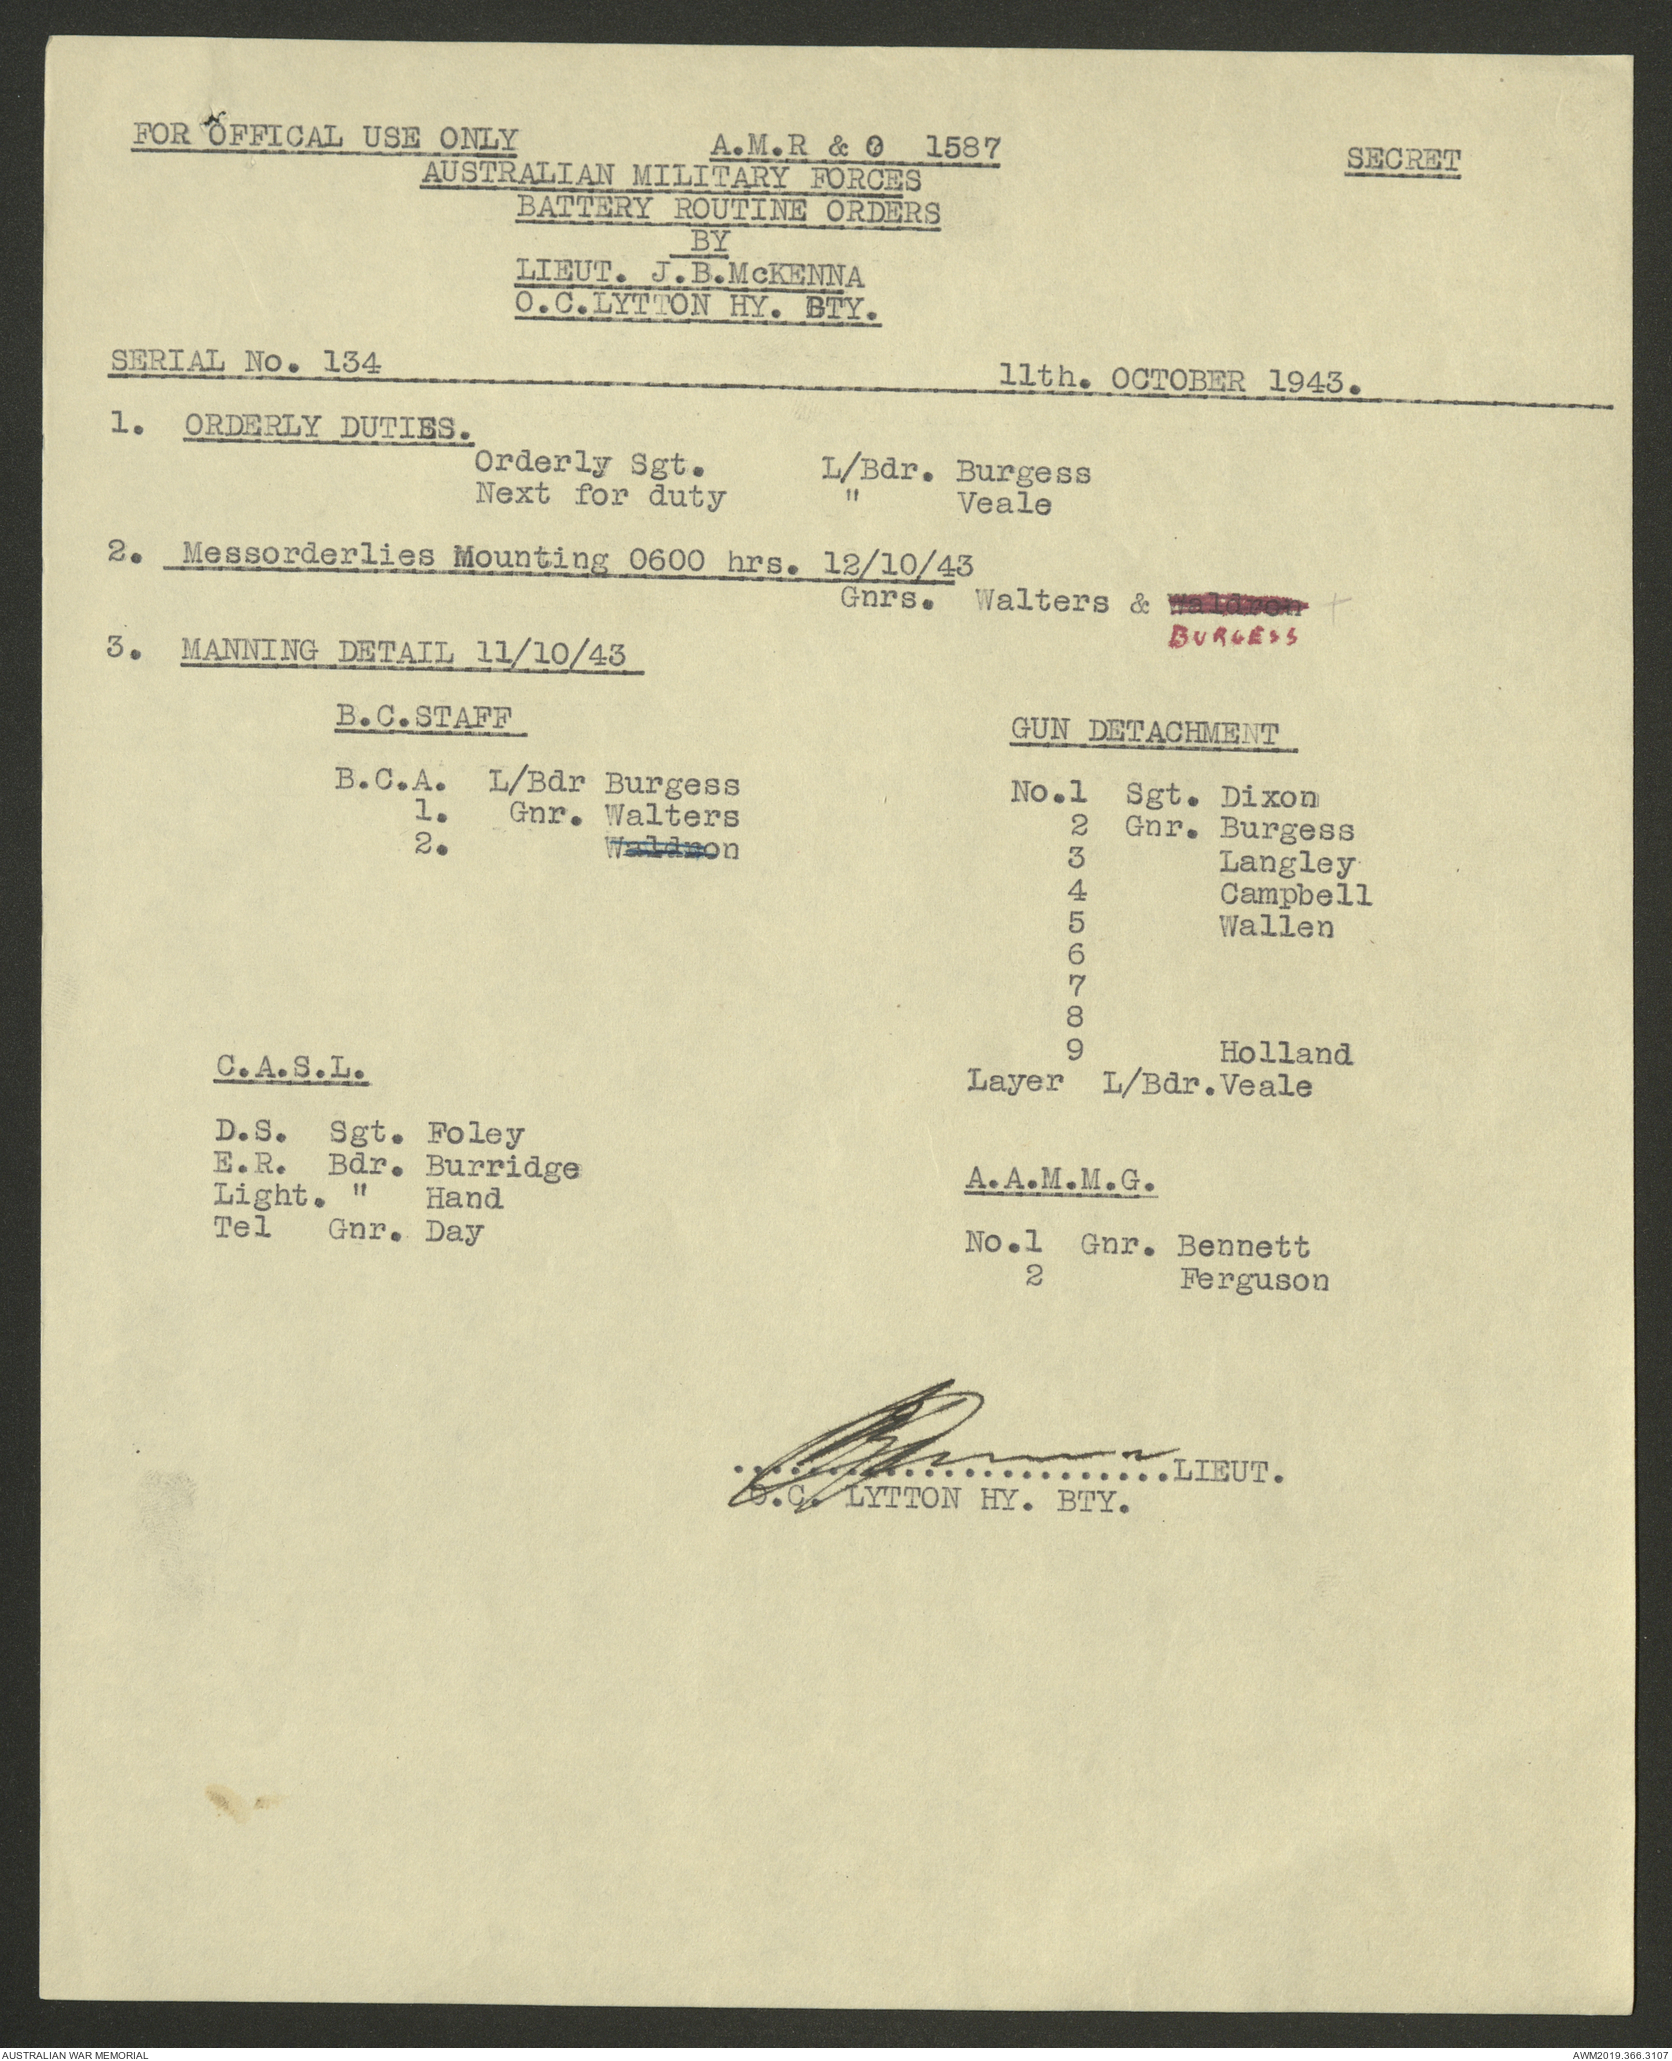 FOR OFFICAL USE ONLY A.M.R & O 1587 SECRET
AUSTRALIAN MILITARY FORCES
BATTERY ROUTINE ORDERS
BY
LIEUT. J.B.McKENNA
O.C.LYTTON HY. BTY.
SERIAL No. 134 11th. OCTOBER 1943.
1. ORDERLY DUTIES.
Orderly Sgt. L/Bdr. Burgess
Next for duty " Veale
2. Messorderlies Mounting 0600 hrs. 12/10/43
Gnrs. Walters & Waldron
BURGESS
3. MANNING DETAIL 11/10/43
B.C.STAFF
B.C.A. L/Bdr Burgess
1. Gnr. Walters
2. Waldron
GUN DETACHMENT
No.1 Sgt. Dixon
2 Gnr. Burgess
3 Langley
4 Campbell
5 Wallen
6
7
8
9 Holland
Layer L/Bdr.Veale
C.A.S.L.
D.S. Sgt. Foley
E.R. Bdr. Burridge
Light. " Hand
Tel Gnr. Day
A.A.M.M.G.
No.1 Gnr. Bennett
2 Ferguson
.......................LIEUT.
O.C. LYTTON HY. BTY.
AUSTRALIAN WAR MEMORIAL AWM2019.366.3107